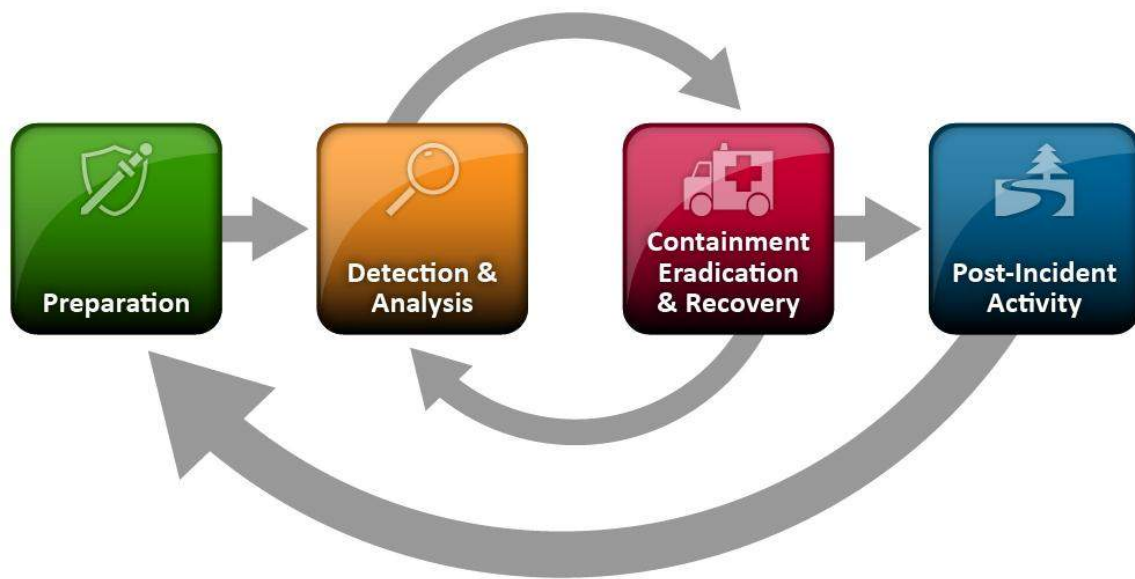 Preparation
Detection &
Analysis
Containment
Eradication
& Recovery
Post-Incident
Activity